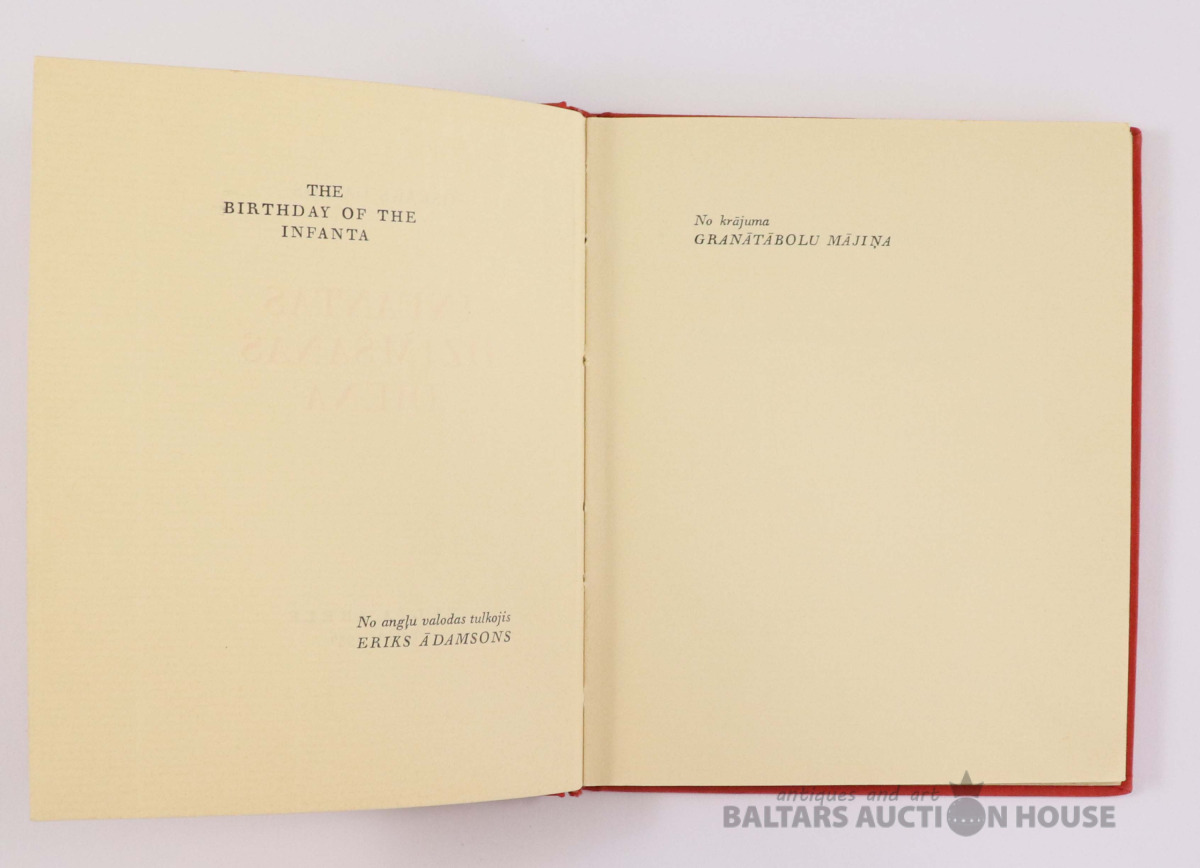 THE
BIRTHDAY OF THE
INFANTA
No angļu valodas tulkojis
ERIKS ĀDAMSONS
No krājuma
GRANĀTĀBOLU MĀJIŅA
antiques and art
BALTARS AUCTION HOUSE